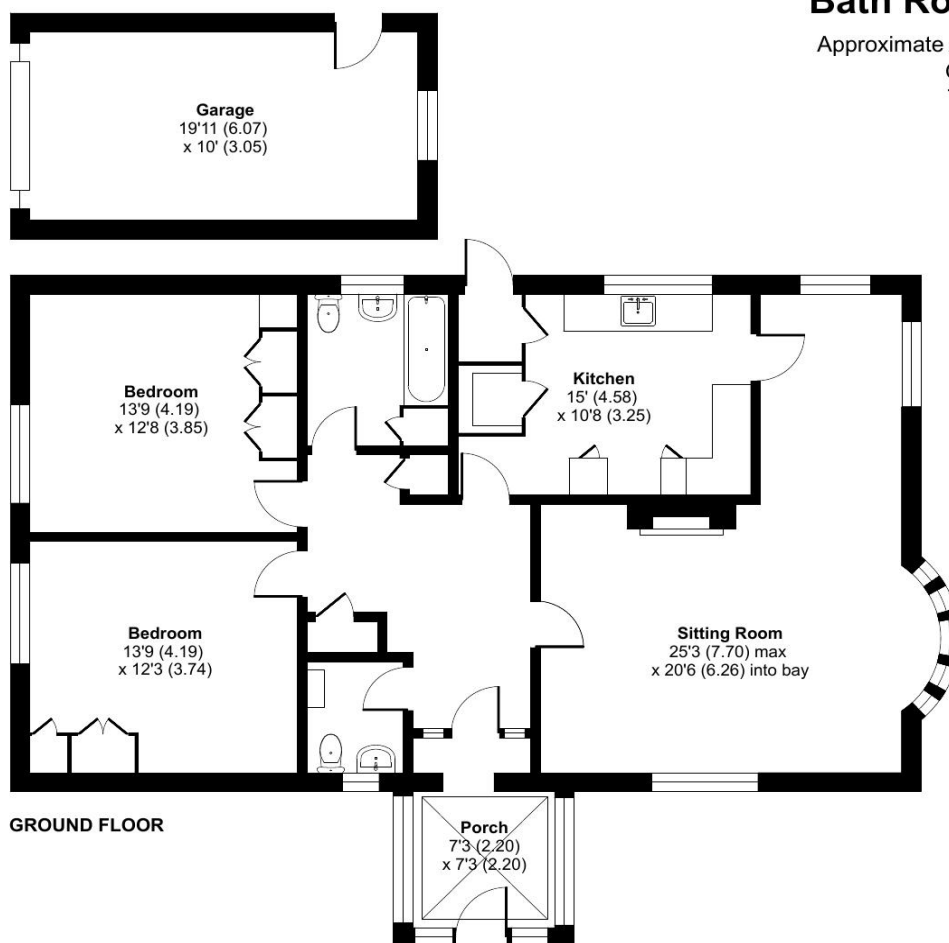 Bath Ro
Approximate
Garage
19'11 (6.07)
x 10' (3.05)
Bedroom
13'9 (4.19)
x 12'8 (3.85)
Kitchen
15' (4.58)
x 10'8 (3.25)
Bedroom
13'9 (4.19)
x 12'3 (3.74)
Sitting Room
25'3 (7.70) max
x 20'6 (6.26) into bay
GROUND FLOOR
Porch
7'3 (2.20)
x 7'3 (2.20)